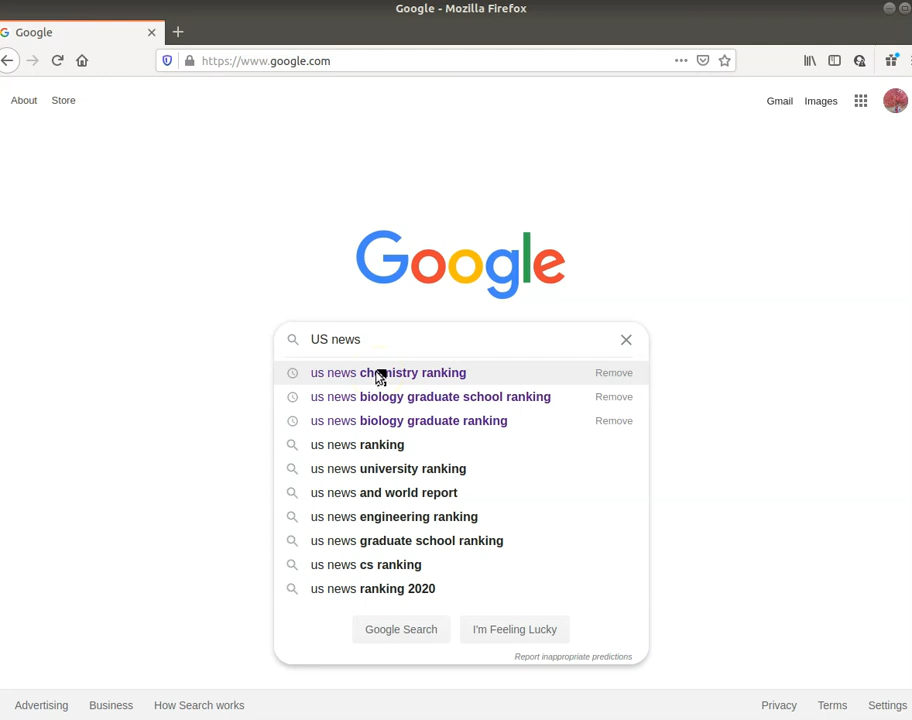 Google - Mozilla Firefox
Google
https://www.google.com
About Store Gmail Images
Google
US news
us news chemistry ranking Remove
us news biology graduate school ranking Remove
us news biology graduate ranking Remove
us news ranking
us news university ranking
us news and world report
us news engineering ranking
us news graduate school ranking
us news cs ranking
us news ranking 2020
Google Search I'm Feeling Lucky
Report inappropriate predictions
Advertising Business How Search works Privacy Terms Settings